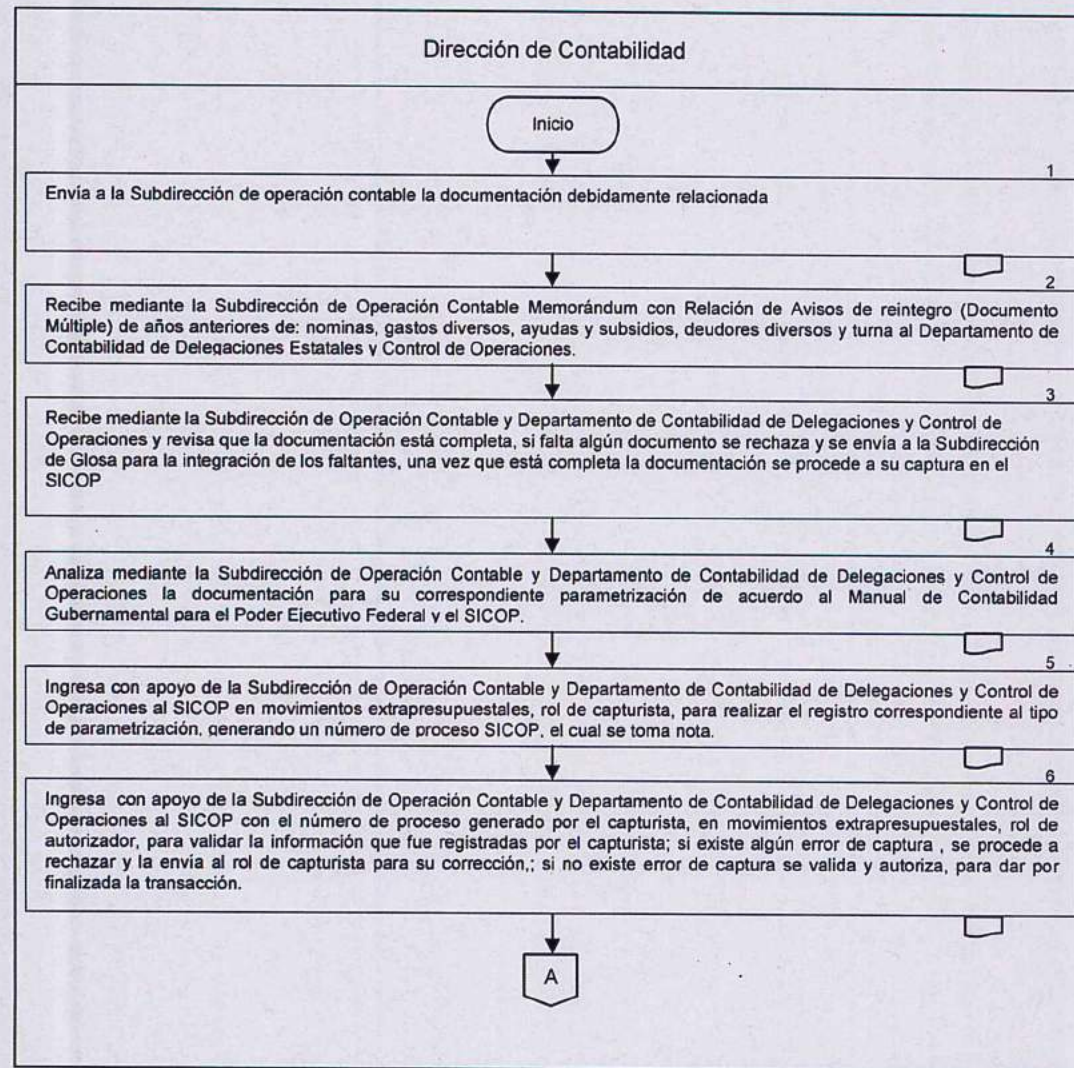 Dirección de Contabilidad
Inicio
1
Envía a la Subdirección de operación contable la documentación debidamente relacionada
2
Recibe mediante la Subdirección de Operación Contable Memorándum con Relación de Avisos de reintegro (Documento
Múltiple) de años anteriores de: nominas, gastos diversos, ayudas y subsidios, deudores diversos y turna al Departamento de
Contabilidad de Delegaciones Estatales y Control de Operaciones.
3
Recibe mediante la Subdirección de Operación Contable y Departamento de Contabilidad de Delegaciones y Control de
Operaciones y revisa que la documentación está completa, si falta algún documento se rechaza y se envía a la Subdirección
de Glosa para la integración de los faltantes, una vez que está completa la documentación se procede a su captura en el
SICOP
4
Analiza mediante la Subdirección de Operación Contable y Departamento de Contabilidad de Delegaciones y Control de
Operaciones la documentación para su correspondiente parametrización de acuerdo al Manual de Contabilidad
Gubernamental para el Poder Ejecutivo Federal y el SICOP.
5
Ingresa con apoyo de la Subdirección de Operación Contable y Departamento de Contabilidad de Delegaciones y Control de
Operaciones al SICOP en movimientos extrapresupuestales, rol de capturista, para realizar el registro correspondiente al tipo
de parametrización, generando un número de proceso SICOP, el cual se toma nota.
6
Ingresa con apoyo de la Subdirección de Operación Contable y Departamento de Contabilidad de Delegaciones y Control de
Operaciones al SICOP con el número de proceso generado por el capturista, en movimientos extrapresupuestales, rol de
autorizador, para validar la información que fue registradas por el capturista; si existe algún error de captura , se procede a
rechazar y la envía al rol de capturista para su corrección,; si no existe error de captura se valida y autoriza, para dar por
finalizada la transacción.
A